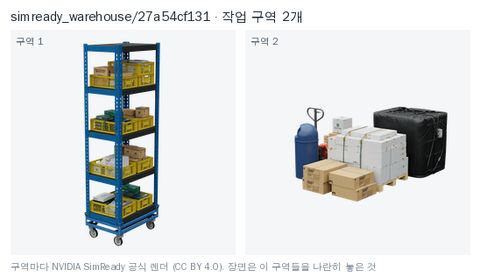 simready_warehouse/27a54cf131 · 작업 구역 2개
구역 1
구역 2
구역마다 NVIDIA SimReady 공식 렌더 (CC BY 4.0). 장면은 이 구역들을 나란히 놓은 것